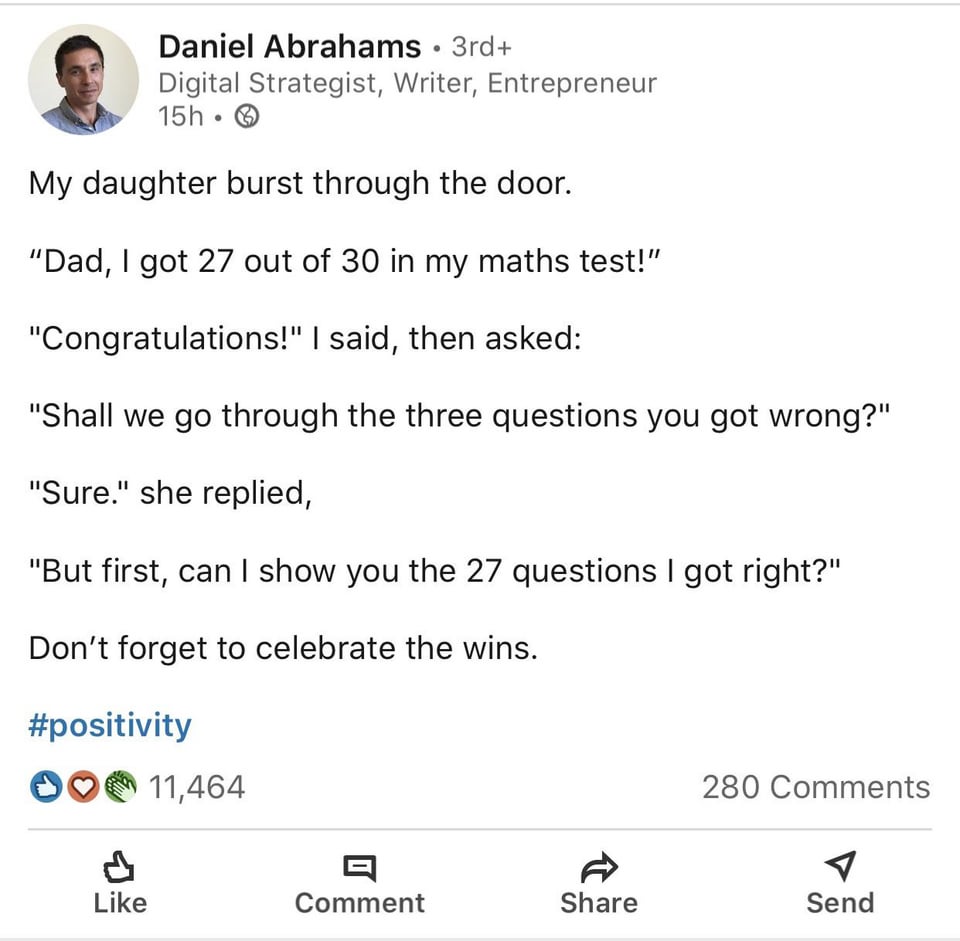 Daniel Abrahams • 3rd+
Digital Strategist, Writer, Entrepreneur
15h •
My daughter burst through the door.
“Dad, I got 27 out of 30 in my maths test!”
"Congratulations!" I said, then asked:
"Shall we go through the three questions you got wrong?"
"Sure." she replied,
"But first, can I show you the 27 questions I got right?"
Don’t forget to celebrate the wins.
#positivity
11,464 280 Comments
Like Comment Share Send